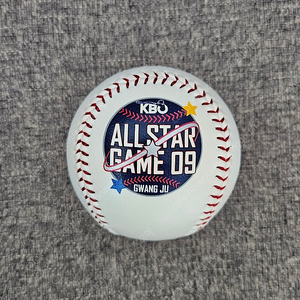 KBO
ALL STAR
GAME 09
GWANG JU